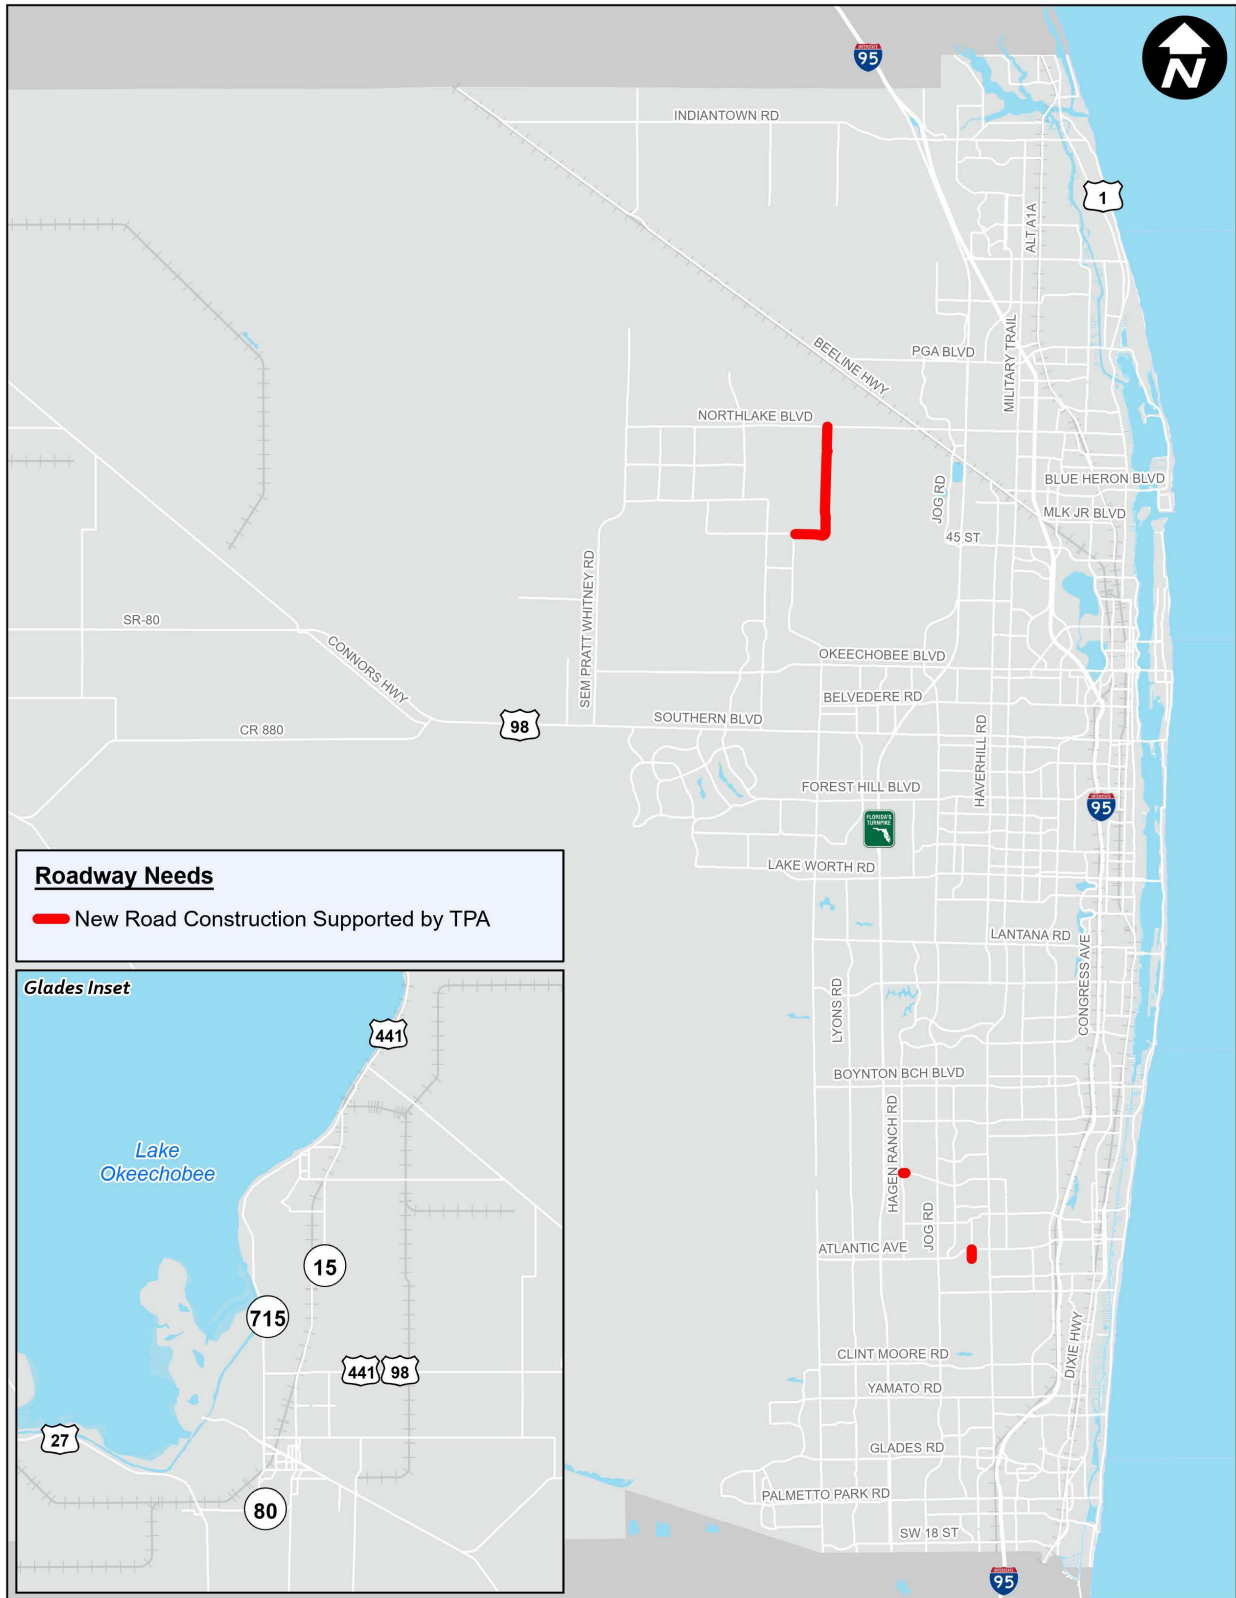 INTERSTATE
95
N
INDIANTOWN RD
1
ALT A1A
MILITARY TRAIL
PGA BLVD
BEELINE HWY
NORTHLAKE BLVD
BLUE HERON BLVD
JOG RD
MLK JR BLVD
45 ST
SEM PRATT WHITNEY RD
SR-80
CONNORS HWY
OKEECHOBEE BLVD
BELVEDERE RD
SOUTHERN BLVD
98
CR 880
HAVERHILL RD
FOREST HILL BLVD
INTERSTATE
95
FLORIDA'S
TURNPIKE
LAKE WORTH RD
Roadway Needs
New Road Construction Supported by TPA
LANTANA RD
CONGRESS AVE
LYONS RD
Glades Inset
441
BOYNTON BCH BLVD
HAGEN RANCH RD
Lake
Okeechobee
JOG RD
ATLANTIC AVE
15
715
DIXIE HWY
CLINT MOORE RD
441
98
YAMATO RD
27
GLADES RD
PALMETTO PARK RD
80
SW 18 ST
INTERSTATE
95